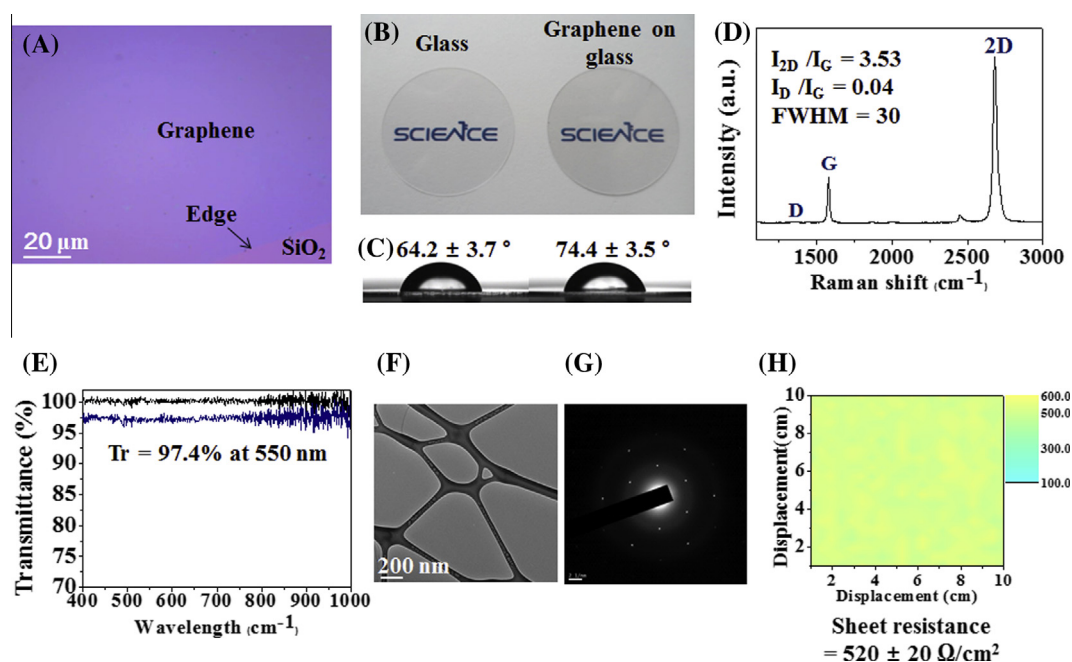 (A)
Graphene
Edge
20 μm
SiO2
(B)
Glass
Graphene on
glass
SCIENCE
SCIENCE
(C)
64.2 ± 3.7 °
74.4 ± 3.5 °
(D)
I2D /IG = 3.53
ID /IG = 0.04
FWHM = 30
2D
G
D
Intensity (a.u.)
1500
2000
2500
3000
Raman shift (cm-1)
(E)
100
95
90
85
80
75
70
Tr = 97.4% at 550 nm
Transmittance (%)
400
500
600
700
800
900
1000
Wavelength (cm-1)
(F)
200 nm
(G)
(H)
10
8
6
4
2
Displacement(cm)
2
4
6
8
10
Displacement (cm)
600.0
500.0
300.0
100.0
Sheet resistance
= 520 ± 20 Ω/cm2